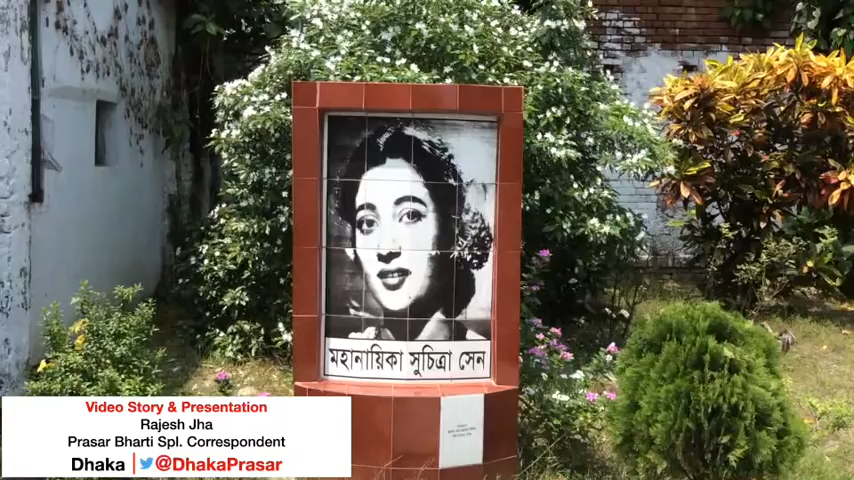 মহানায়িকা সুচিত্রা সেন
Video Story & Presentation
Rajesh Jha
Prasar Bharti Spl. Correspondent
Dhaka | @DhakaPrasar